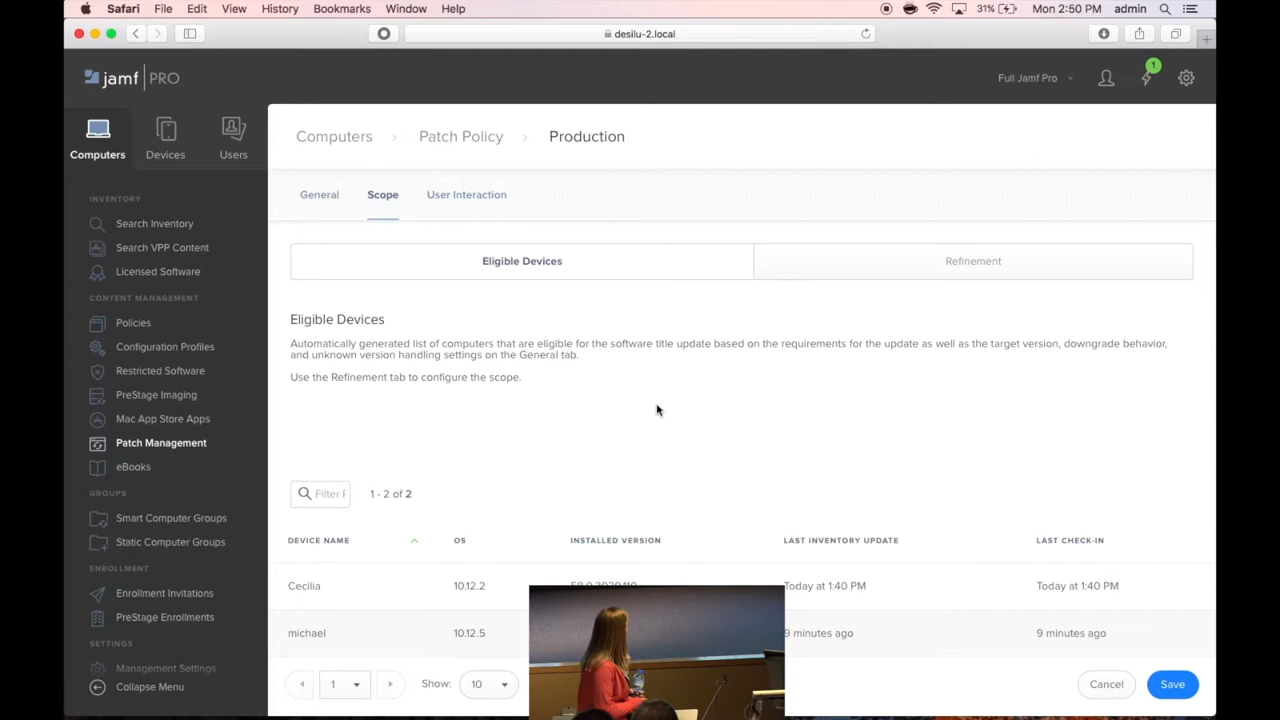 Safari File Edit View History Bookmarks Window Help 31% Mon 2:50 PM admin
desilu-2.local
jamf PRO
Full Jamf Pro
1
Computers Devices Users
Computers Patch Policy Production
General Scope User Interaction
INVENTORY
Search Inventory
Search VPP Content
Licensed Software
CONTENT MANAGEMENT
Policies
Configuration Profiles
Restricted Software
PreStage Imaging
Mac App Store Apps
Patch Management
eBooks
GROUPS
Smart Computer Groups
Static Computer Groups
ENROLLMENT
Enrollment Invitations
PreStage Enrollments
SETTINGS
Management Settings
Collapse Menu
Eligible Devices Refinement
Eligible Devices
Automatically generated list of computers that are eligible for the software title update based on the requirements for the update as well as the target version, downgrade behavior,
and unknown version handling settings on the General tab.
Use the Refinement tab to configure the scope.
Filter 1 - 2 of 2
DEVICE NAME OS INSTALLED VERSION LAST INVENTORY UPDATE LAST CHECK-IN
Cecilia 10.12.2 Today at 1:40 PM Today at 1:40 PM
michael 10.12.5 9 minutes ago 9 minutes ago
1 Show: 10 Cancel Save